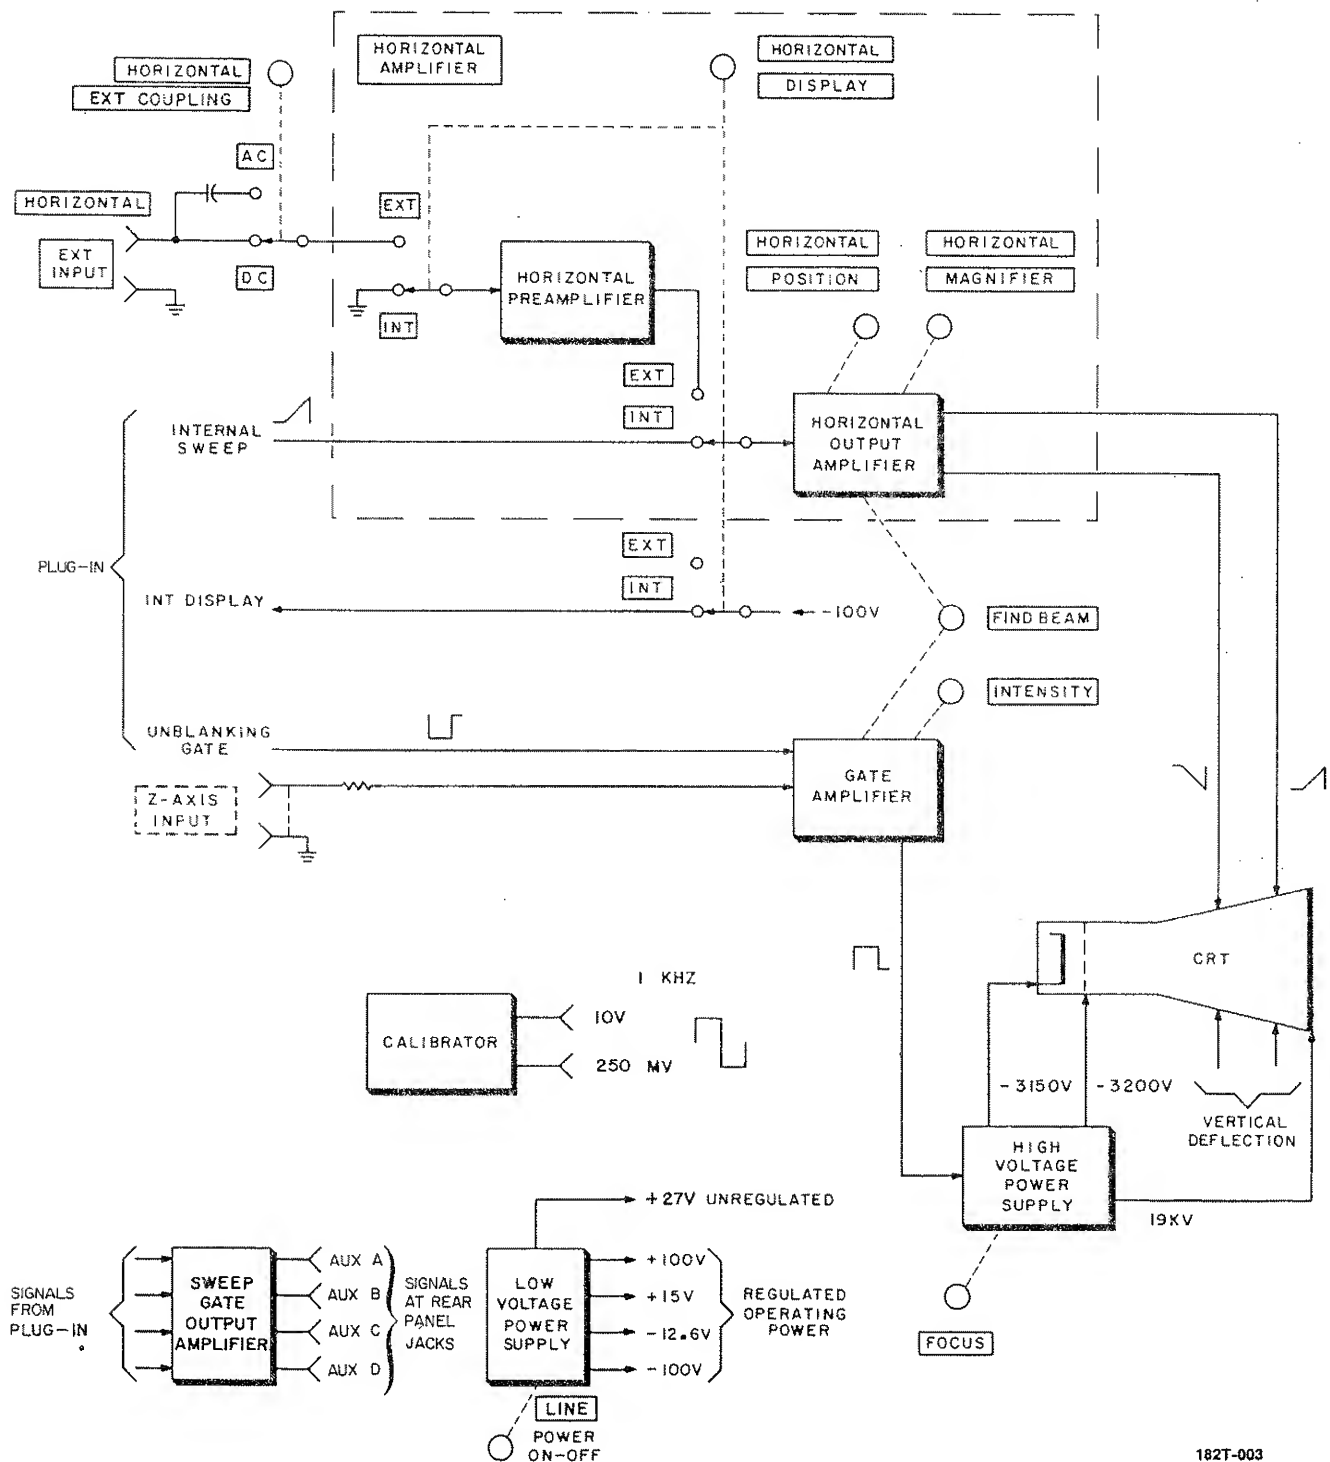 HORIZONTAL
AMPLIFIER
HORIZONTAL
DISPLAY
HORIZONTAL
EXT COUPLING
AC
HORIZONTAL
EXT
INPUT
DC
EXT
INT
HORIZONTAL
PREAMPLIFIER
HORIZONTAL
POSITION
HORIZONTAL
MAGNIFIER
EXT
INT
INTERNAL
SWEEP
HORIZONTAL
OUTPUT
AMPLIFIER
PLUG-IN
EXT
INT
INT DISPLAY
-100V
FIND BEAM
INTENSITY
UNBLANKING
GATE
Z-AXIS
INPUT
GATE
AMPLIFIER
CRT
1 KHZ
CALIBRATOR
10V
250 MV
-3150V
-3200V
VERTICAL
DEFLECTION
HIGH
VOLTAGE
POWER
SUPPLY
19KV
FOCUS
+27V UNREGULATED
SIGNALS
FROM
PLUG-IN
SWEEP
GATE
OUTPUT
AMPLIFIER
AUX A
AUX B
AUX C
AUX D
SIGNALS
AT REAR
PANEL
JACKS
LOW
VOLTAGE
POWER
SUPPLY
+100V
+15V
-12.6V
-100V
REGULATED
OPERATING
POWER
LINE
POWER
ON-OFF
182T-003